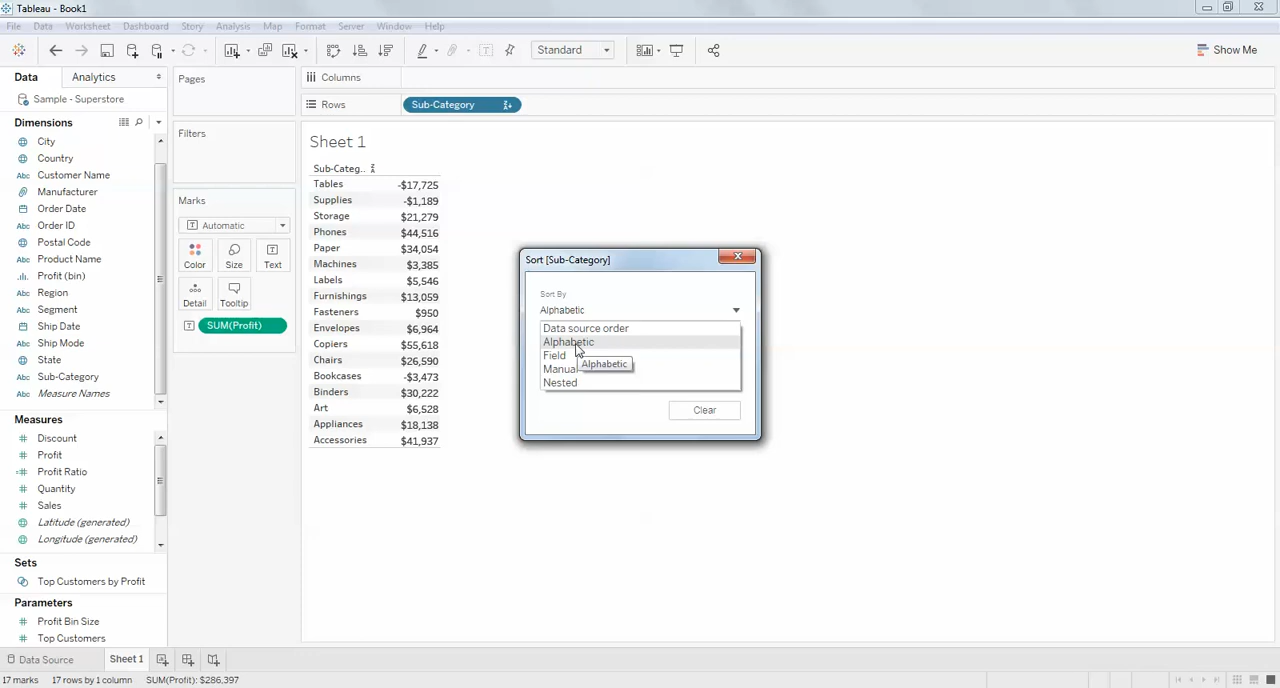 Tableau - Book1
File Data Worksheet Dashboard Story Analysis Map Format Server Window Help
Standard
Show Me
Data Analytics
Sample - Superstore
Dimensions
City
Country
Abc Customer Name
Manufacturer
Order Date
Abc Order ID
Postal Code
Abc Product Name
Profit (bin)
Region
Abc Segment
Ship Date
Abc Ship Mode
State
Abc Sub-Category
Abc Measure Names
Measures
Discount
Profit
Profit Ratio
Quantity
Sales
Latitude (generated)
Longitude (generated)
Sets
Top Customers by Profit
Parameters
Profit Bin Size
Top Customers
Pages
Filters
Marks
Automatic
Color Size Text
Detail Tooltip
SUM(Profit)
Columns
Rows Sub-Category
Sheet 1
Sub-Categ..
Tables -$17,725
Supplies -$1,189
Storage $21,279
Phones $44,516
Paper $34,054
Machines $3,385
Labels $5,546
Furnishings $13,059
Fasteners $950
Envelopes $6,964
Copiers $55,618
Chairs $26,590
Bookcases -$3,473
Binders $30,222
Art $6,528
Appliances $18,138
Accessories $41,937
Sort [Sub-Category]
Sort By
Alphabetic
Data source order
Alphabetic
Field
Manual
Nested
Alphabetic
Clear
Data Source Sheet 1
17 marks 17 rows by 1 column SUM(Profit): $286,397